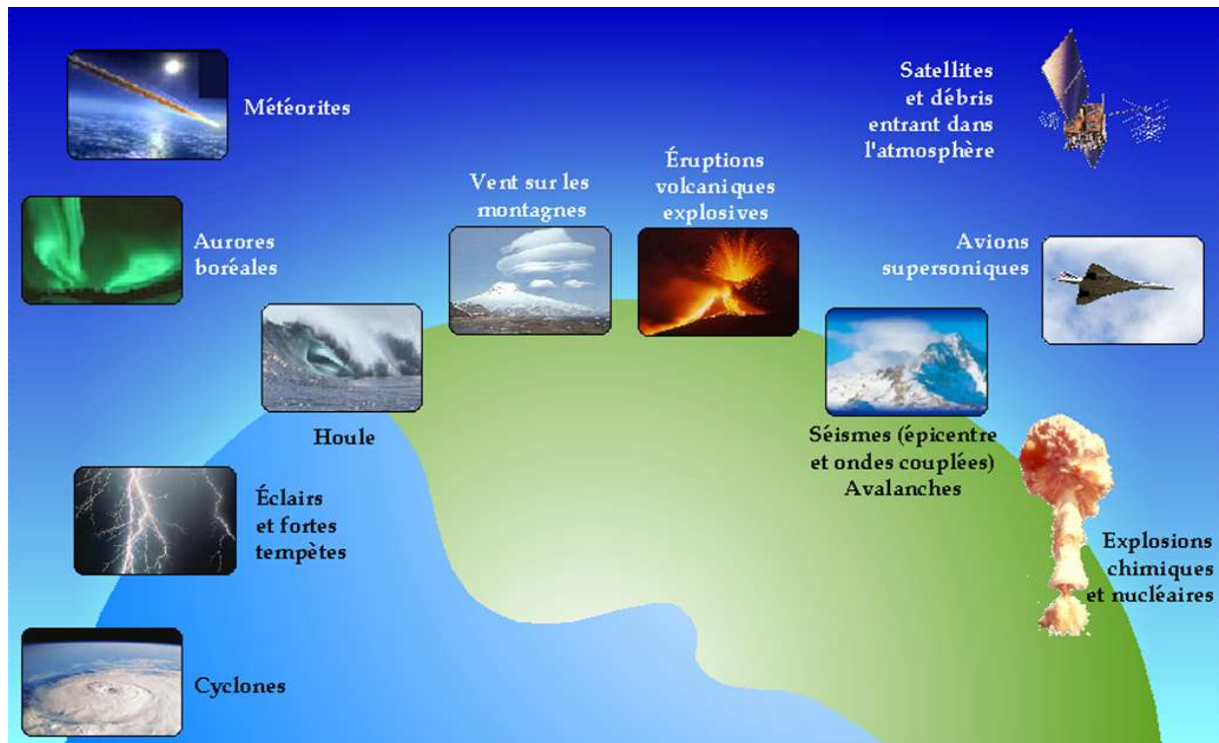 Météorites
Satellites
et débris
entrant dans
l'atmosphère
Vent sur les
montagnes
Éruptions
volcaniques
explosives
Aurores
boréales
Avions
supersoniques
Houle
Séismes (épicentre
et ondes couplées)
Avalanches
Éclairs
et fortes
tempètes
Explosions
chimiques
et nucléaires
Cyclones